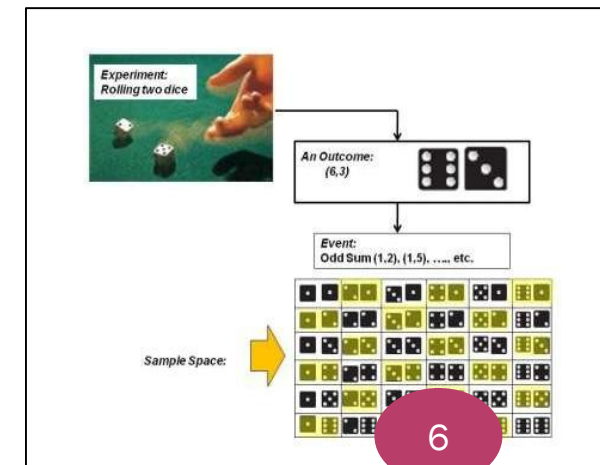 Experiment:
Rolling two dice
An Outcome:
(6,3)
Event:
Odd Sum (1,2), (1,5), ...., etc.
Sample Space:
6